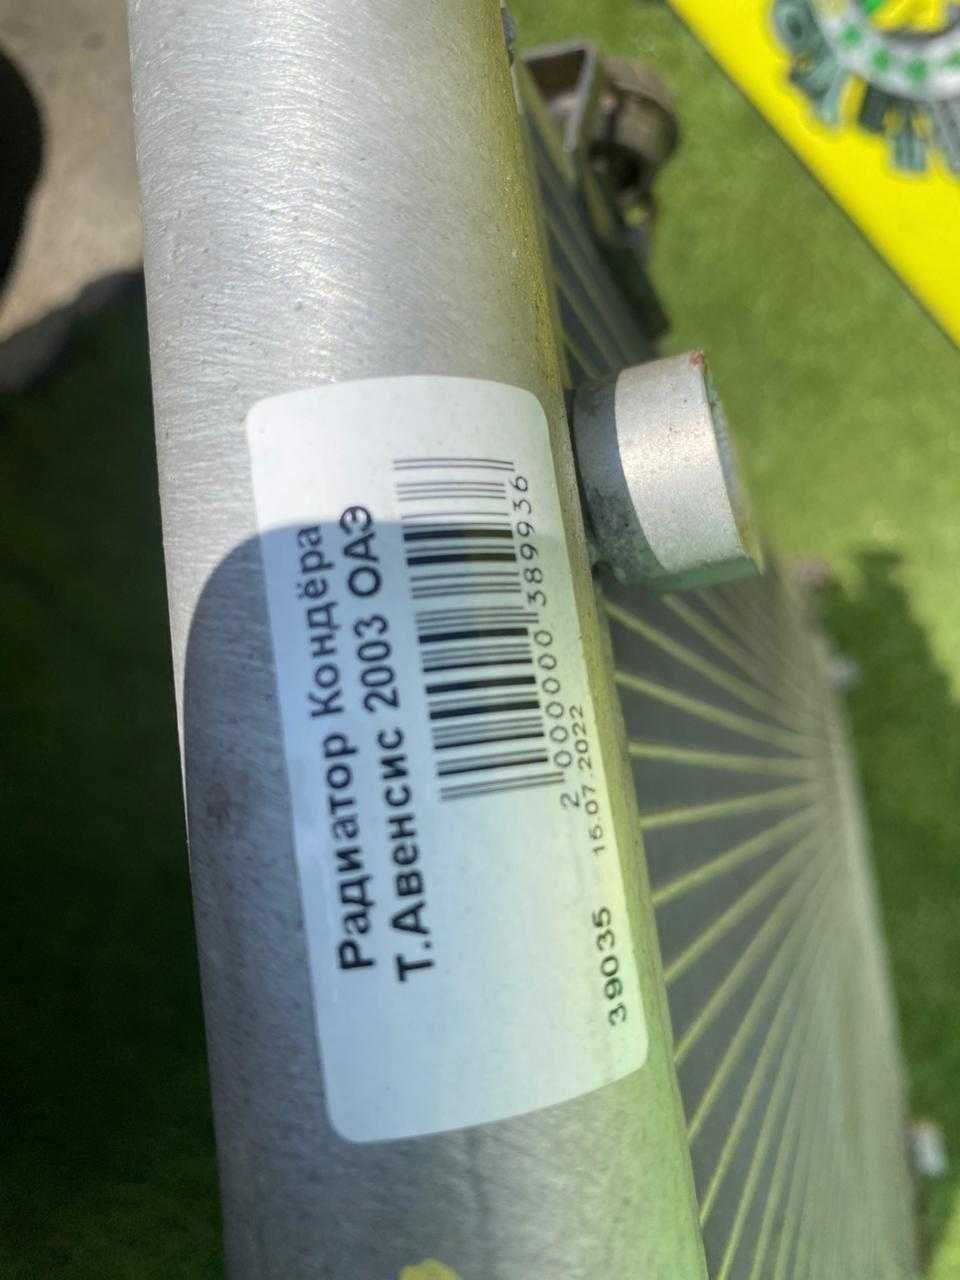 Радиатор Кондёра
Т.Авенсис 2003 ОАЭ
2 000000 389936
39035 15.07.2022